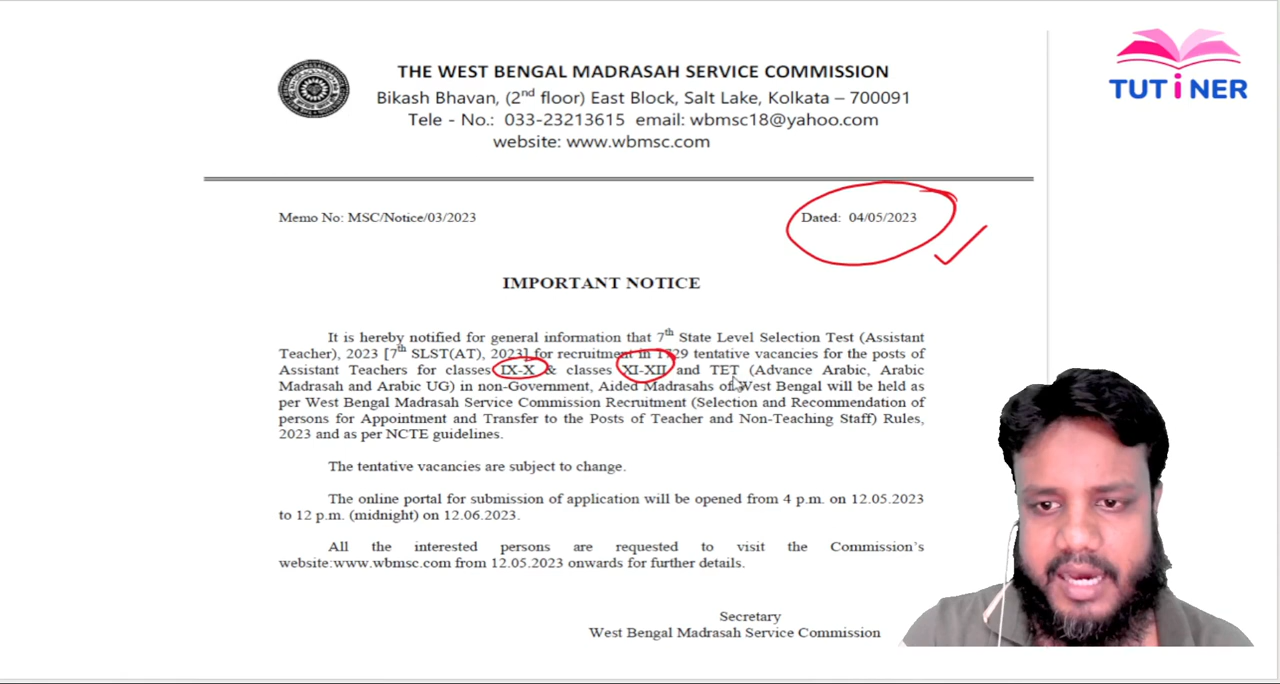 TUTiNER
THE WEST BENGAL MADRASAH SERVICE COMMISSION
Bikash Bhavan, (2nd floor) East Block, Salt Lake, Kolkata – 700091
Tele - No.: 033-23213615 email: wbmsc18@yahoo.com
website: www.wbmsc.com
Memo No: MSC/Notice/03/2023 Dated: 04/05/2023
IMPORTANT NOTICE
It is hereby notified for general information that 7th State Level Selection Test (Assistant
Teacher), 2023 [7th SLST(AT), 2023] for recruitment in 1729 tentative vacancies for the posts of
Assistant Teachers for classes IX-X & classes XI-XII and TET (Advance Arabic, Arabic
Madrasah and Arabic UG) in non-Government, Aided Madrasahs of West Bengal will be held as
per West Bengal Madrasah Service Commission Recruitment (Selection and Recommendation of
persons for Appointment and Transfer to the Posts of Teacher and Non-Teaching Staff) Rules,
2023 and as per NCTE guidelines.
The tentative vacancies are subject to change.
The online portal for submission of application will be opened from 4 p.m. on 12.05.2023
to 12 p.m. (midnight) on 12.06.2023.
All the interested persons are requested to visit the Commission's
website:www.wbmsc.com from 12.05.2023 onwards for further details.
Secretary
West Bengal Madrasah Service Commission